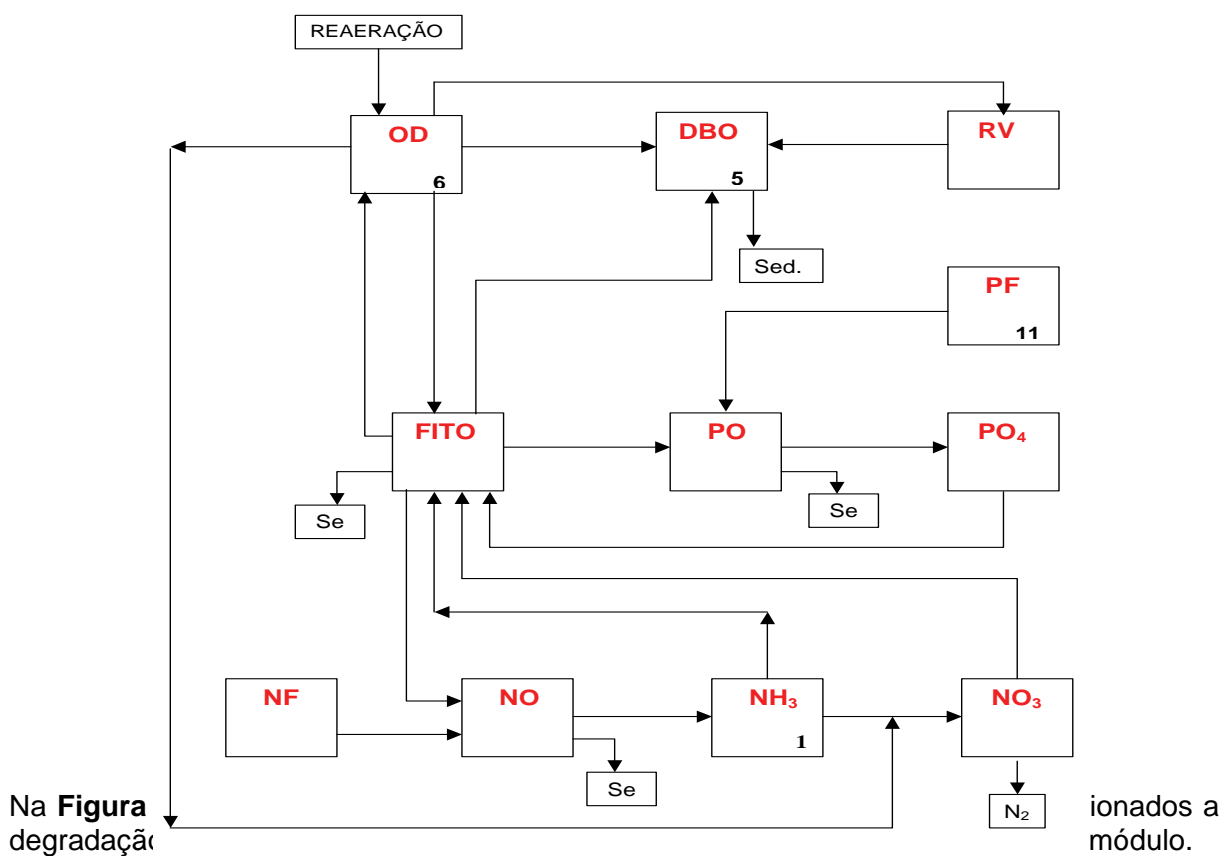 REAERAÇÃO
OD
6
DBO
5
RV
Sed.
PF
11
FITO
PO
PO₄
Se
Se
NF
NO
NH₃
1
NO₃
Se
N₂
Na Figura ionados a
módulo.